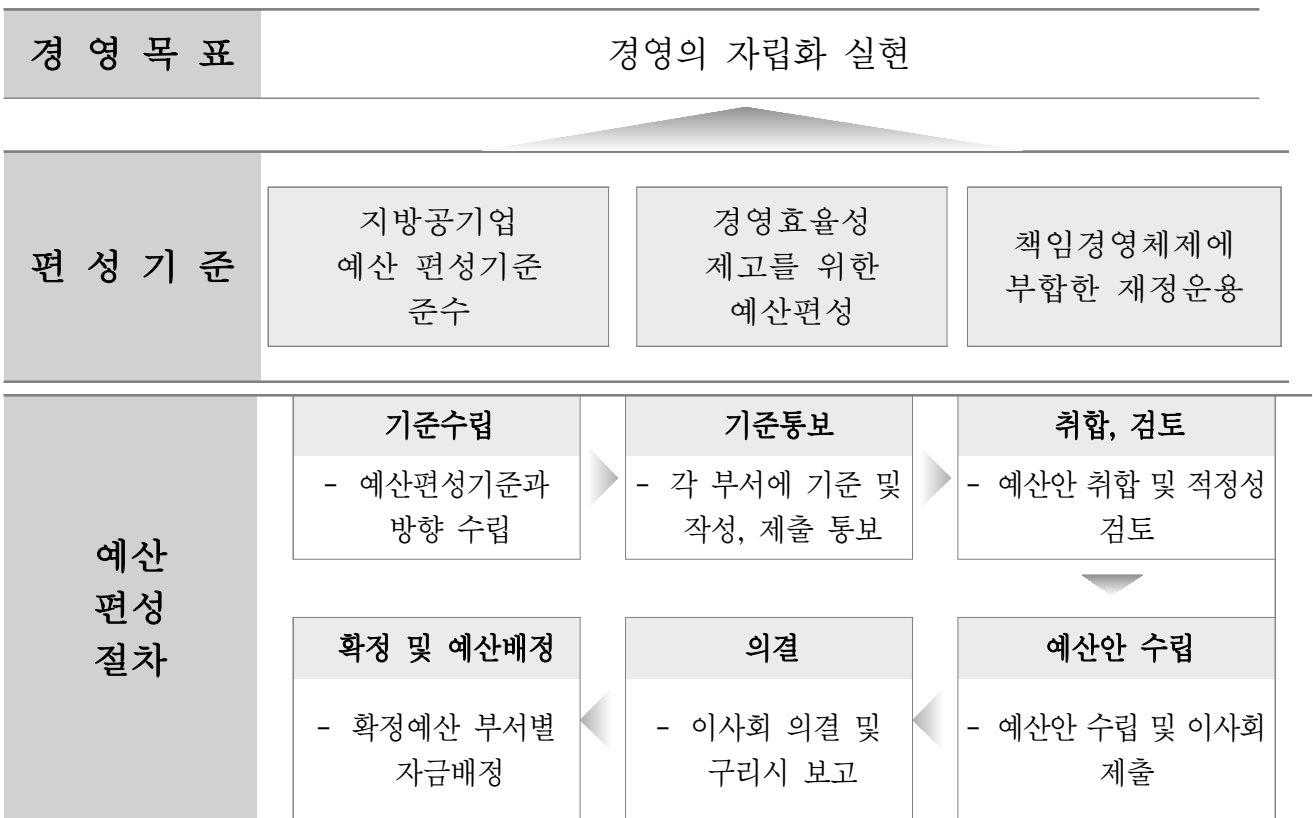 경 영 목 표
경영의 자립화 실현
편 성 기 준
지방공기업
예산 편성기준
준수
경영효율성
제고를 위한
예산편성
책임경영체제에
부합한 재정운용
예산
편성
절차
기준수립
- 예산편성기준과
방향 수립
기준통보
- 각 부서에 기준 및
작성, 제출 통보
취합, 검토
- 예산안 취합 및 적정성
검토
예산안 수립
- 예산안 수립 및 이사회
제출
의결
- 이사회 의결 및
구리시 보고
확정 및 예산배정
- 확정예산 부서별
자금배정